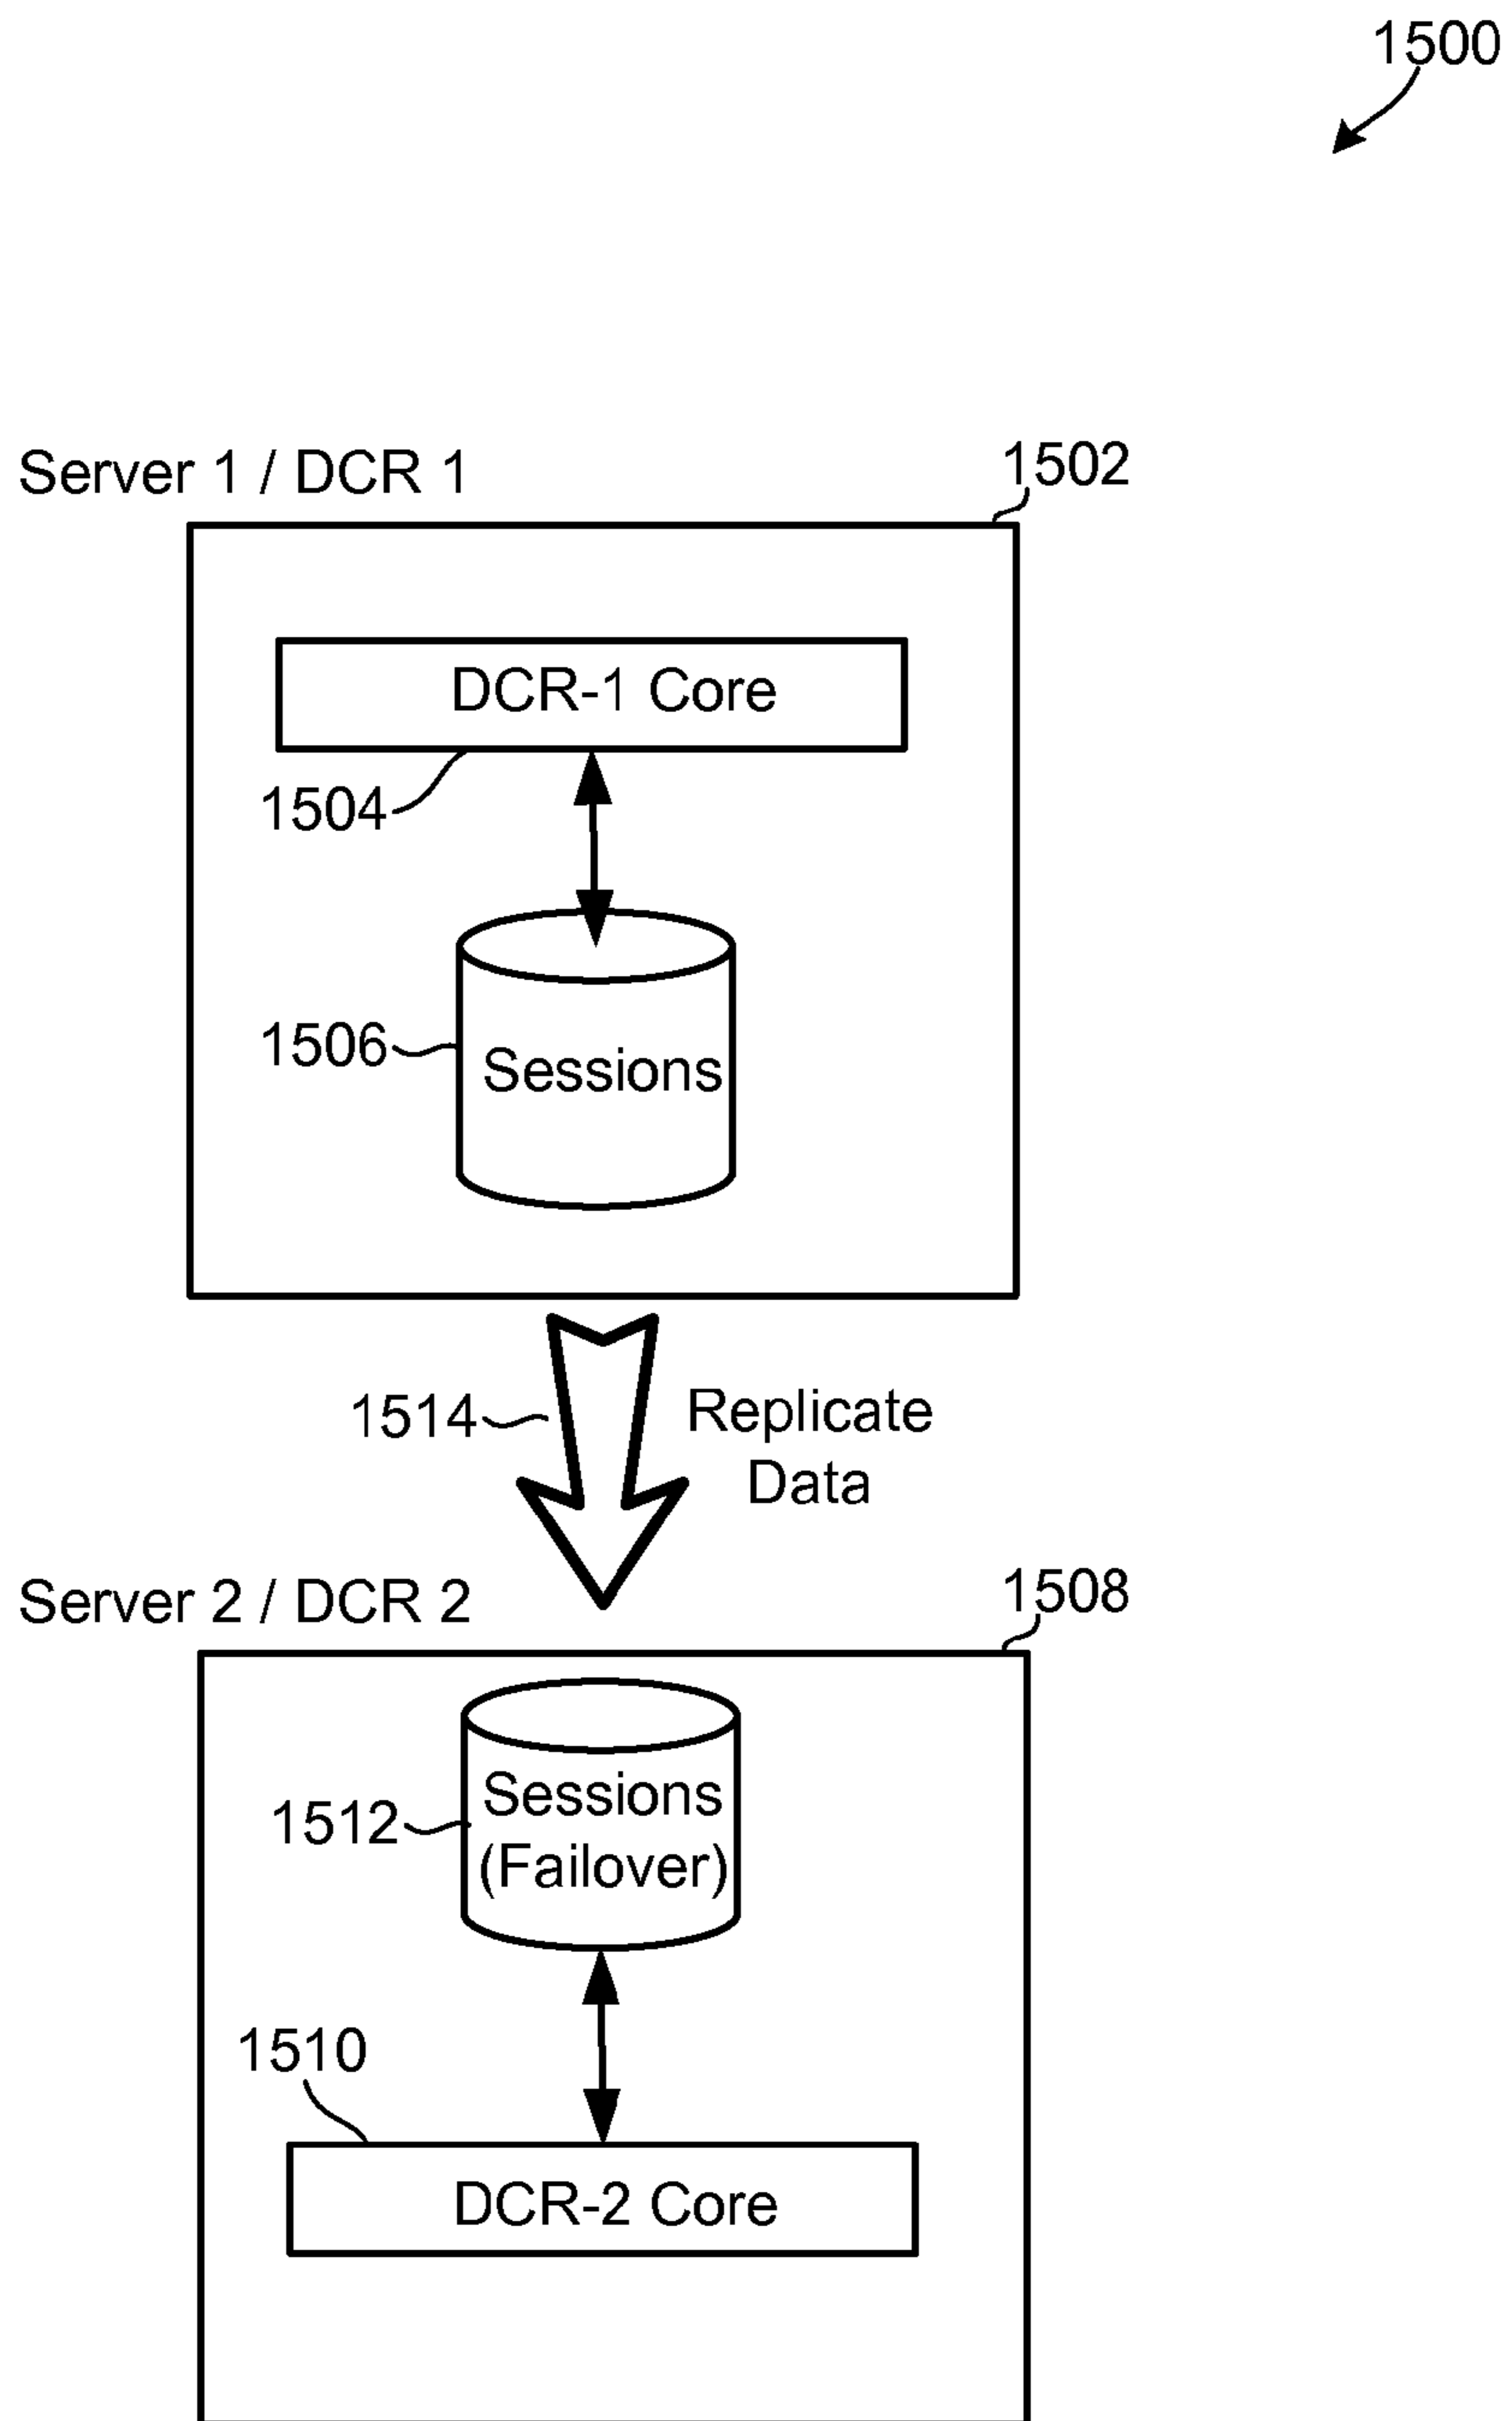 1500
Server 1 / DCR 1
1502
DCR-1 Core
1504
1506
Sessions
1514
Replicate
Data
Server 2 / DCR 2
1508
Sessions
(Failover)
1512
1510
DCR-2 Core